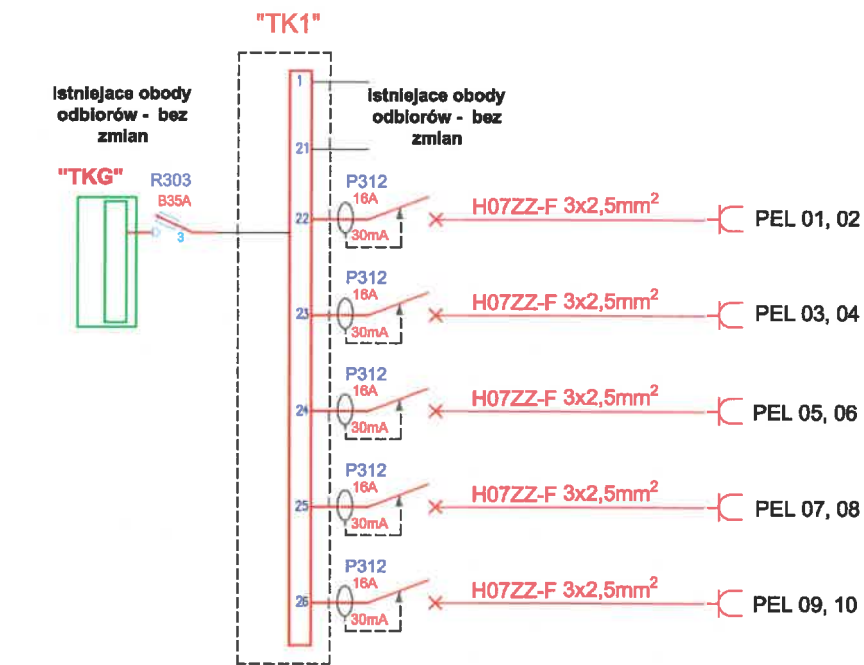 "TK1"
Istniejace obody
odbiorów - bez
zmian
"TKG"
R303
B35A
3
1
21
Istniejace obody
odbiorów - bez
zmian
22
P312
16A
30mA
H07ZZ-F 3x2,5mm²
PEL 01, 02
23
P312
16A
30mA
H07ZZ-F 3x2,5mm²
PEL 03, 04
24
P312
16A
30mA
H07ZZ-F 3x2,5mm²
PEL 05, 06
25
P312
16A
30mA
H07ZZ-F 3x2,5mm²
PEL 07, 08
26
P312
16A
30mA
H07ZZ-F 3x2,5mm²
PEL 09, 10